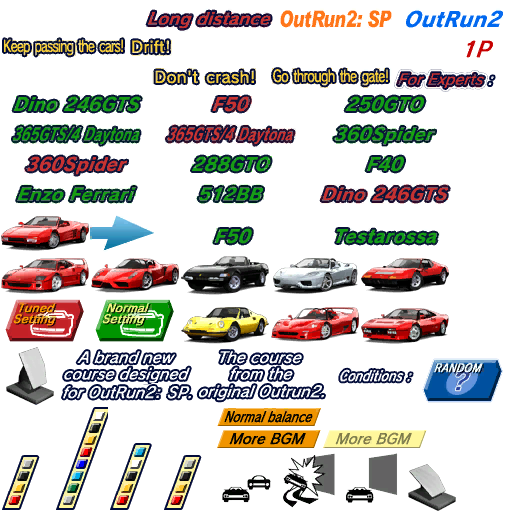 Long distance OutRun2: SP OutRun2
1P
Keep passing the cars! Drift!
Don't crash! Go through the gate! For Experts :
Dino 246GTS F50 250GTO
365GTS/4 Daytona 365GTS/4 Daytona 360Spider
360Spider 288GTO F40
Enzo Ferrari 512BB Dino 246GTS
F50 Testarossa
Tuned
Setting
Normal
Setting
A brand new
course designed
for OutRun2: SP.
The course
from the
original Outrun2.
Conditions :
RANDOM
?
Normal balance
More BGM More BGM